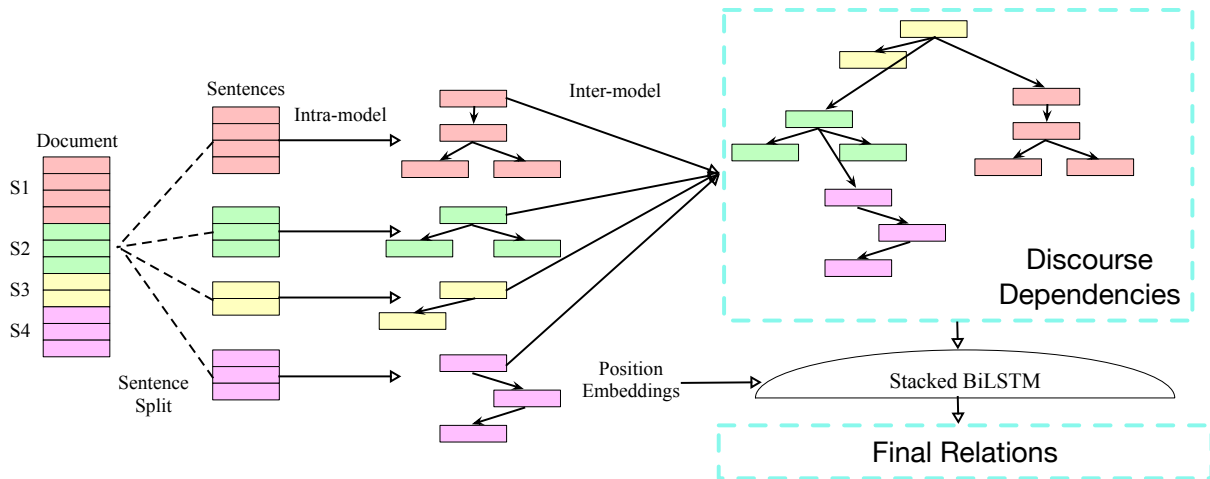 Document
S1
S2
S3
S4
Sentence
Split
Sentences
Intra-model
Inter-model
Discourse
Dependencies
Position
Embeddings
Stacked BiLSTM
Final Relations